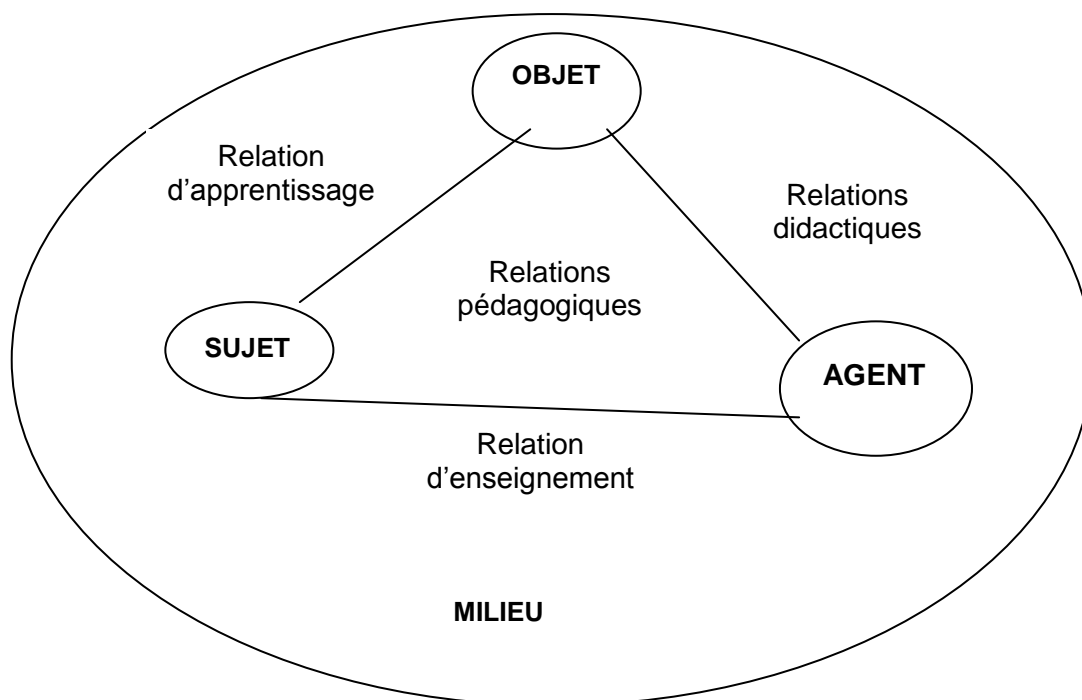 OBJET
Relation
d’apprentissage
Relations
didactiques
Relations
pédagogiques
SUJET
AGENT
Relation
d’enseignement
MILIEU